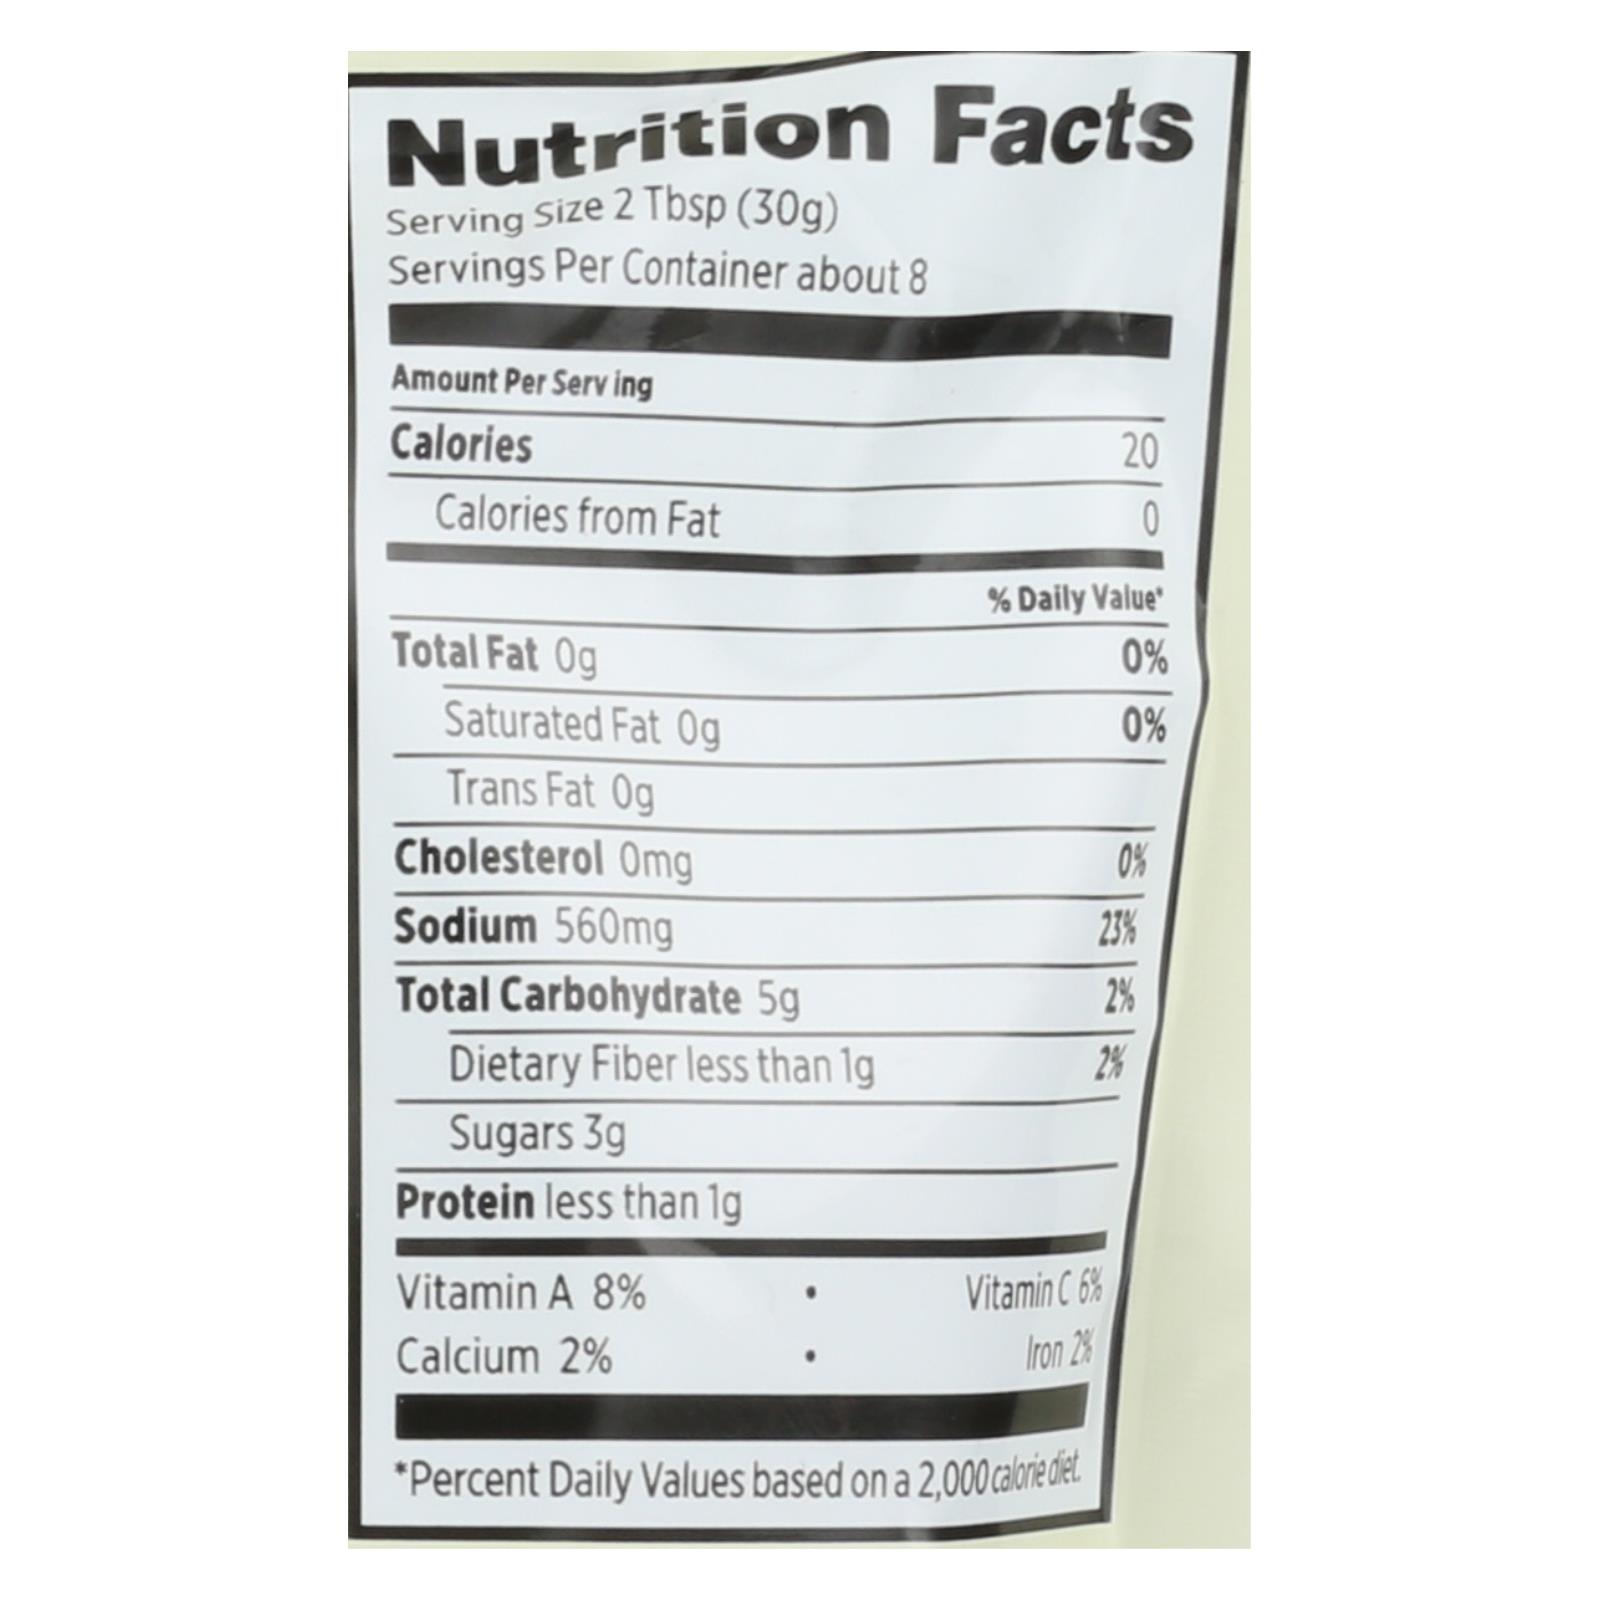 Nutrition Facts
Serving Size 2 Tbsp (30g)
Servings Per Container about 8
Amount Per Serving
Calories 20
Calories from Fat 0
% Daily Value*
Total Fat 0g 0%
Saturated Fat 0g 0%
Trans Fat 0g
Cholesterol 0mg 0%
Sodium 560mg 23%
Total Carbohydrate 5g 2%
Dietary Fiber less than 1g 2%
Sugars 3g
Protein less than 1g
Vitamin A 8% • Vitamin C 6%
Calcium 2% • Iron 2%
*Percent Daily Values based on a 2,000 calorie diet.